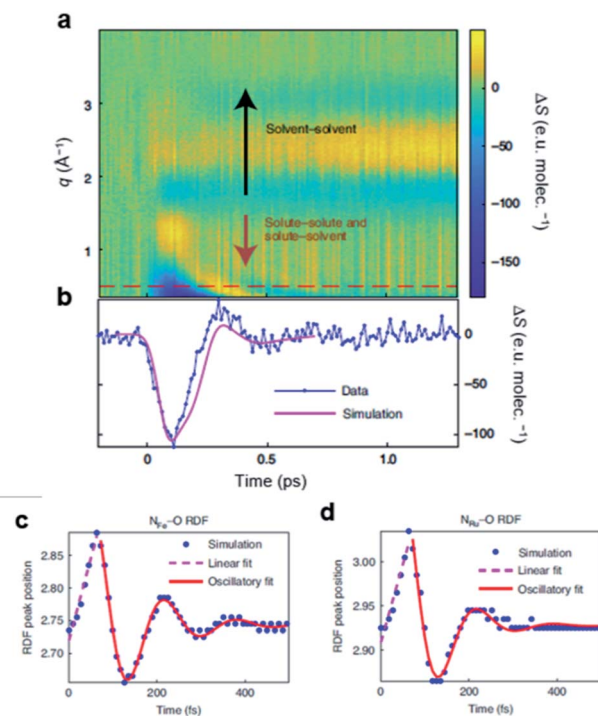 a
3
2
1
q (Å⁻¹)
Solvent–solvent
Solute–solute and
solute–solvent
0
−50
−100
−150
ΔS (e.u. molec.⁻¹)
b
Data
Simulation
0
−50
−100
ΔS (e.u. molec.⁻¹)
0
0.5
1.0
Time (ps)
c
N_Fe–O RDF
Simulation
Linear fit
Oscillatory fit
2.85
2.80
2.75
2.70
RDF peak position
0
200
400
Time (fs)
d
N_Ru–O RDF
Simulation
Linear fit
Oscillatory fit
3.00
2.95
2.90
RDF peak position
0
200
400
Time (fs)